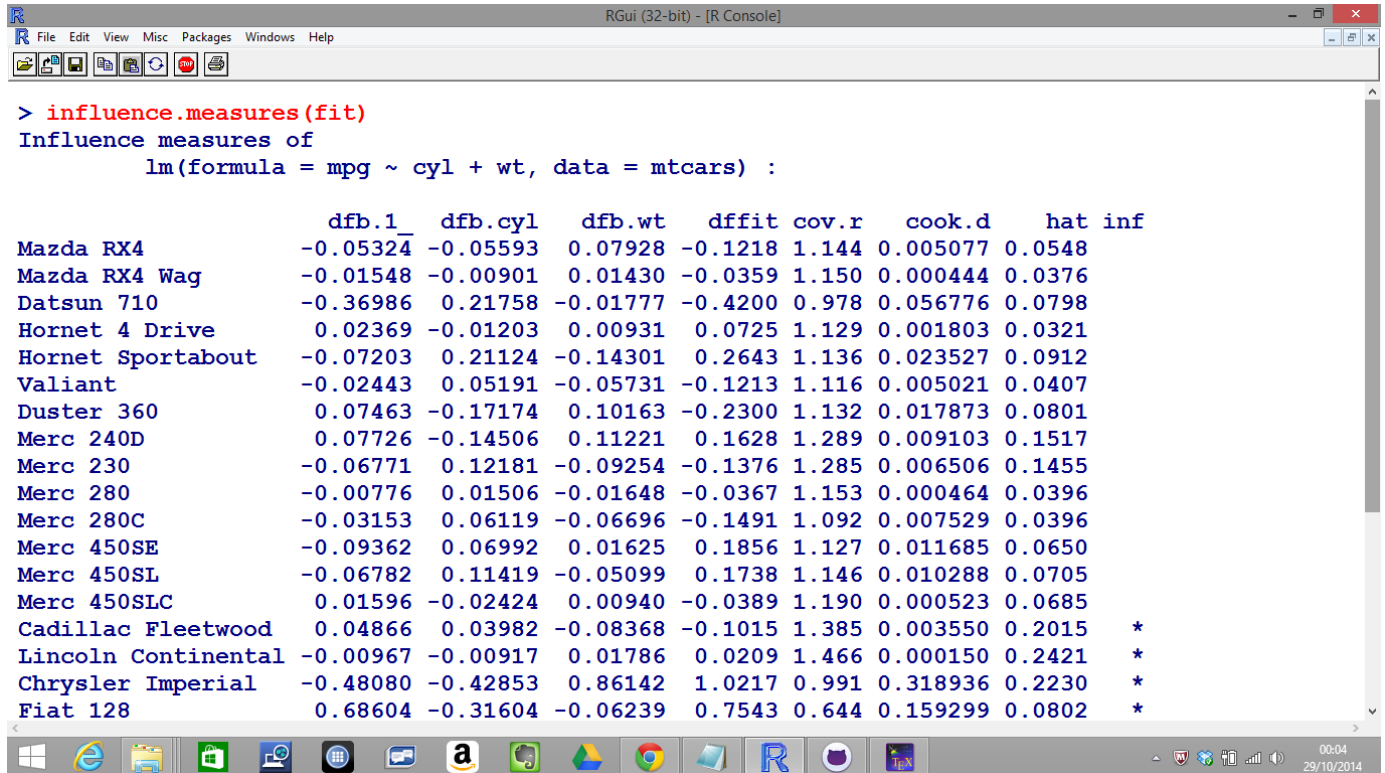 RGui (32-bit) - [R Console]
File Edit View Misc Packages Windows Help
STOP
> influence.measures(fit)
Influence measures of
lm(formula = mpg ~ cyl + wt, data = mtcars) :
dfb.1_ dfb.cyl dfb.wt dffit cov.r cook.d hat inf
Mazda RX4 -0.05324 -0.05593 0.07928 -0.1218 1.144 0.005077 0.0548
Mazda RX4 Wag -0.01548 -0.00901 0.01430 -0.0359 1.150 0.000444 0.0376
Datsun 710 -0.36986 0.21758 -0.01777 -0.4200 0.978 0.056776 0.0798
Hornet 4 Drive 0.02369 -0.01203 0.00931 0.0725 1.129 0.001803 0.0321
Hornet Sportabout -0.07203 0.21124 -0.14301 0.2643 1.136 0.023527 0.0912
Valiant -0.02443 0.05191 -0.05731 -0.1213 1.116 0.005021 0.0407
Duster 360 0.07463 -0.17174 0.10163 -0.2300 1.132 0.017873 0.0801
Merc 240D 0.07726 -0.14506 0.11221 0.1628 1.289 0.009103 0.1517
Merc 230 -0.06771 0.12181 -0.09254 -0.1376 1.285 0.006506 0.1455
Merc 280 -0.00776 0.01506 -0.01648 -0.0367 1.153 0.000464 0.0396
Merc 280C -0.03153 0.06119 -0.06696 -0.1491 1.092 0.007529 0.0396
Merc 450SE -0.09362 0.06992 0.01625 0.1856 1.127 0.011685 0.0650
Merc 450SL -0.06782 0.11419 -0.05099 0.1738 1.146 0.010288 0.0705
Merc 450SLC 0.01596 -0.02424 0.00940 -0.0389 1.190 0.000523 0.0685
Cadillac Fleetwood 0.04866 0.03982 -0.08368 -0.1015 1.385 0.003550 0.2015 *
Lincoln Continental -0.00967 -0.00917 0.01786 0.0209 1.466 0.000150 0.2421 *
Chrysler Imperial -0.48080 -0.42853 0.86142 1.0217 0.991 0.318936 0.2230 *
Fiat 128 0.68604 -0.31604 -0.06239 0.7543 0.644 0.159299 0.0802 *
a
R
TEX
00:04
29/10/2014